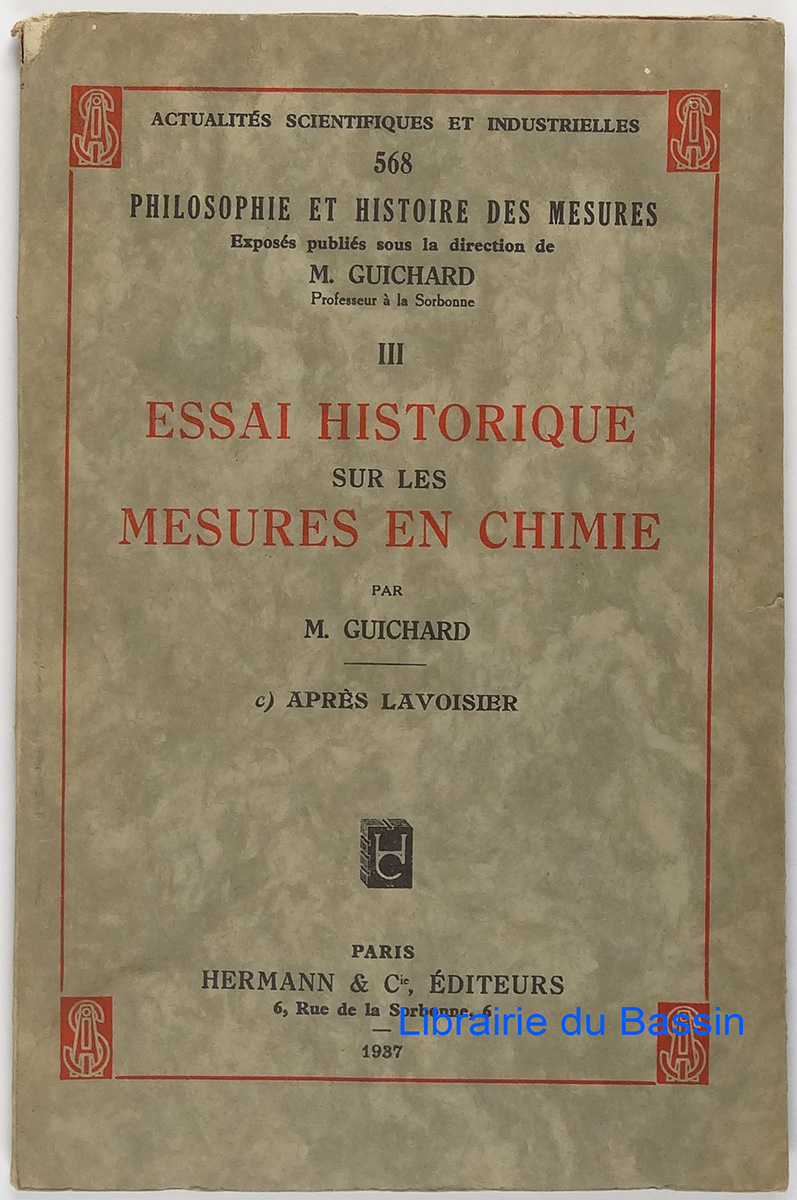 ACTUALITÉS SCIENTIFIQUES ET INDUSTRIELLES
568
PHILOSOPHIE ET HISTOIRE DES MESURES
Exposés publiés sous la direction de
M. GUICHARD
Professeur à la Sorbonne
III
ESSAI HISTORIQUE
SUR LES
MESURES EN CHIMIE
PAR
M. GUICHARD
c) APRÈS LAVOISIER
HC
PARIS
HERMANN & Cie, ÉDITEURS
6, Rue de la Sorbonne, 6
Librairie du Bassin
1937